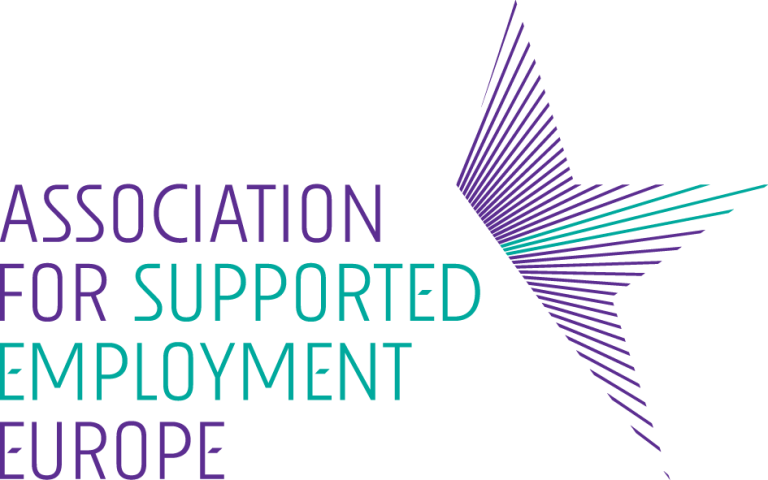 ASSOCIATION
FOR SUPPORTED
EMPLOYMENT
EUROPE